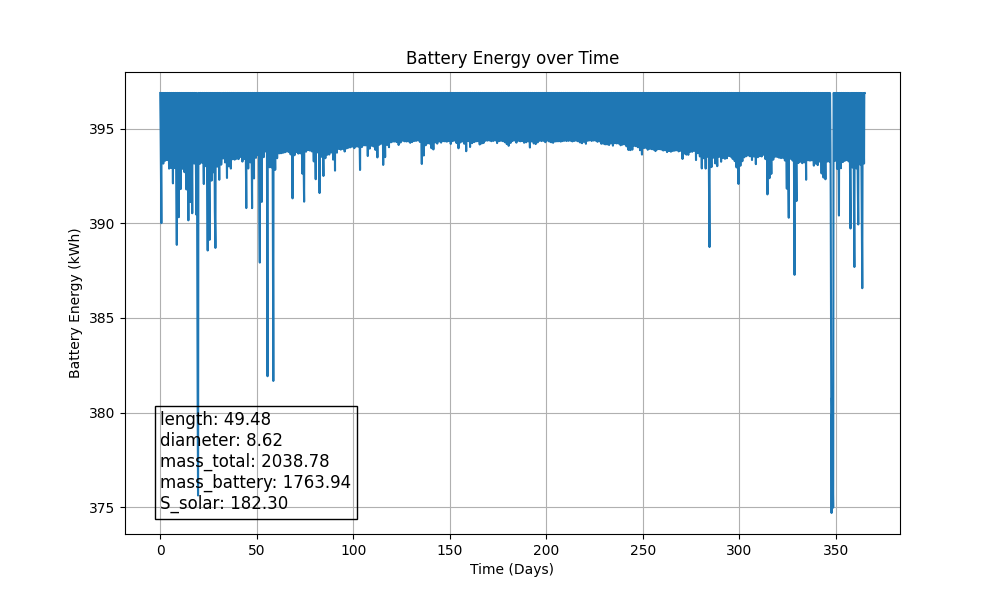 Battery Energy over Time
Battery Energy (kWh)
395
390
385
380
375
length: 49.48
diameter: 8.62
mass_total: 2038.78
mass_battery: 1763.94
S_solar: 182.30
0 50 100 150 200 250 300 350
Time (Days)